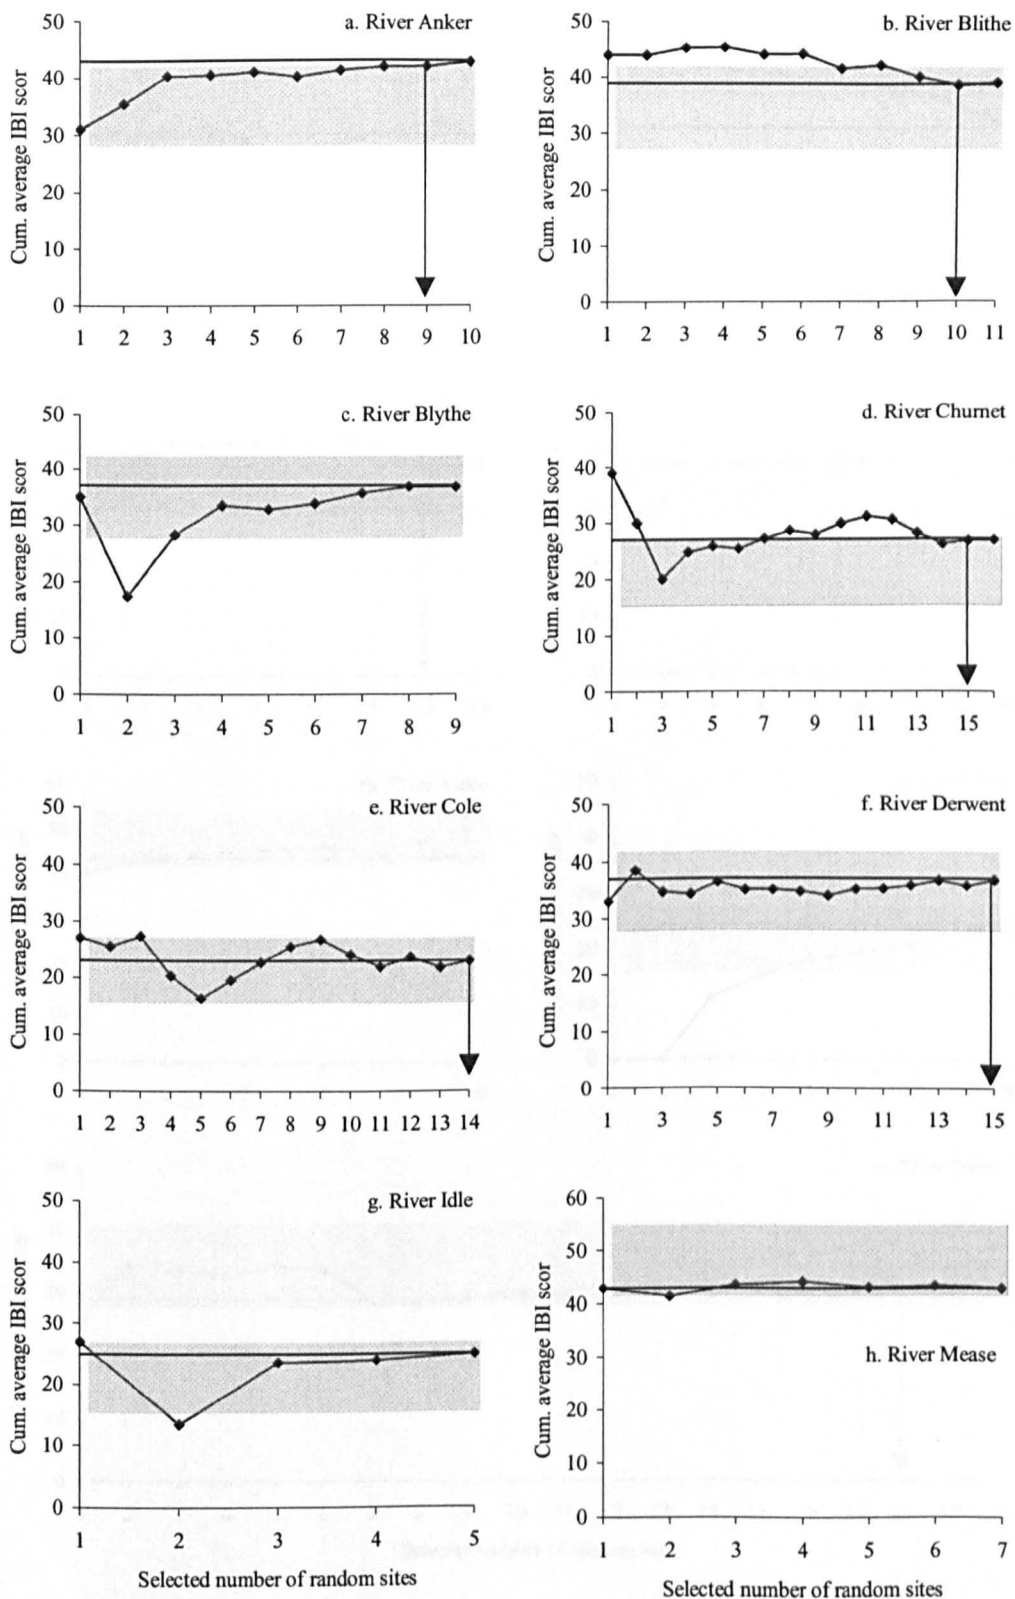 a. River Anker
Cum. average IBI scor
50
40
30
20
10
0
1 2 3 4 5 6 7 8 9 10
b. River Blithe
Cum. average IBI scor
50
40
30
20
10
0
1 2 3 4 5 6 7 8 9 10 11
c. River Blythe
Cum. average IBI scor
50
40
30
20
10
0
1 2 3 4 5 6 7 8 9
d. River Churnet
Cum. average IBI scor
50
40
30
20
10
0
1 3 5 7 9 11 13 15
e. River Cole
Cum. average IBI scor
50
40
30
20
10
0
1 2 3 4 5 6 7 8 9 10 11 12 13 14
f. River Derwent
Cum. average IBI scor
50
40
30
20
10
0
1 3 5 7 9 11 13 15
g. River Idle
Cum. average IBI scor
50
40
30
20
10
0
1 2 3 4 5
Selected number of random sites
h. River Mease
Cum. average IBI scor
60
50
40
30
20
10
0
1 2 3 4 5 6 7
Selected number of random sites